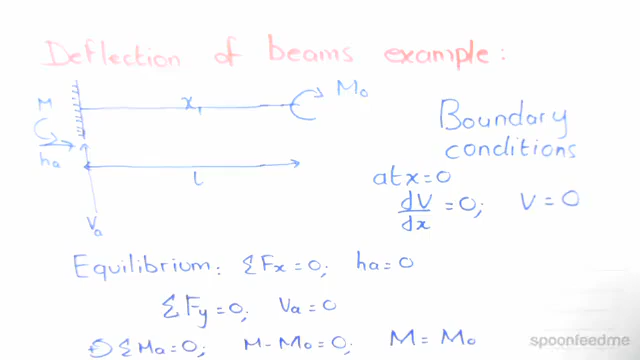 Deflection of beams example:
M
x
M₀
ha
l
Va
Boundary
conditions
at x=0
dV/dx = 0; V = 0
Equilibrium: ΣFx = 0; ha = 0
ΣFy = 0; Va = 0
ΣMa = 0; M - M₀ = 0; M = M₀
spoonfeedme